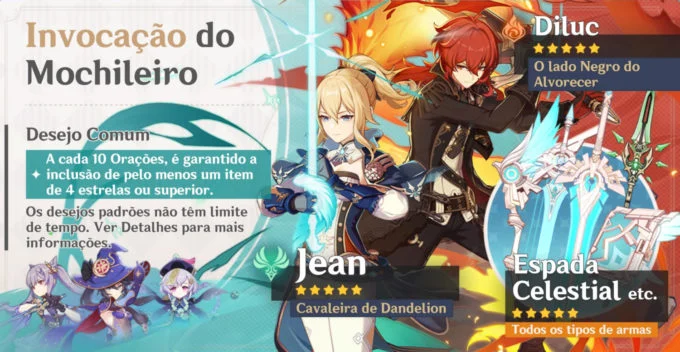 Invocação do
Mochileiro
Desejo Comum
A cada 10 Orações, é garantido a
inclusão de pelo menos um item
de 4 estrelas ou superior.
Os desejos padrões não têm limite
de tempo. Ver Detalhes para mais
informações.
Diluc
O lado Negro do
Alvorecer
Jean
Cavaleira de Dandelion
Espada
Celestial etc.
Todos os tipos de armas